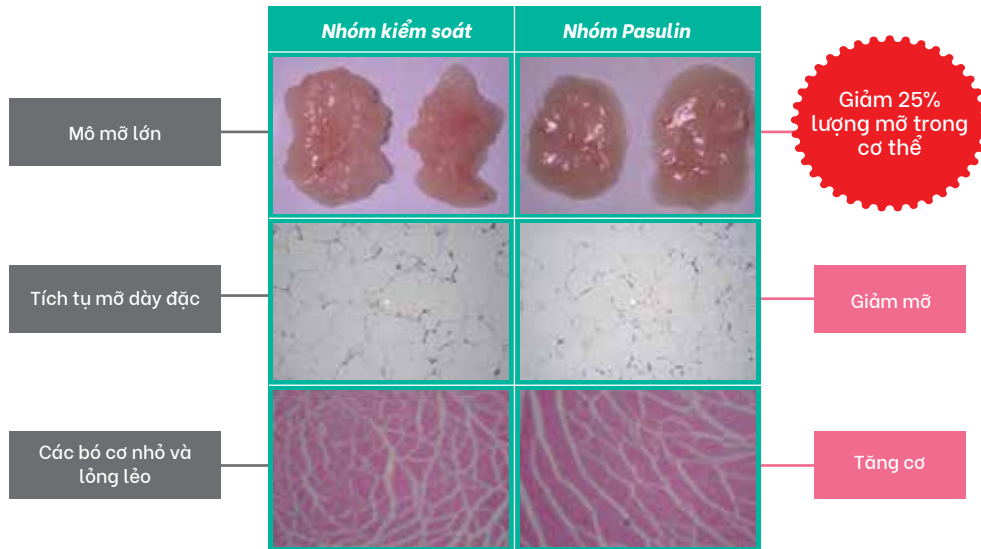 Nhóm kiểm soát
Nhóm Pasulin
Mô mỡ lớn
Giảm 25%
lượng mỡ trong
cơ thể
Tích tụ mỡ dày đặc
Giảm mỡ
Các bó cơ nhỏ và
lỏng lẻo
Tăng cơ